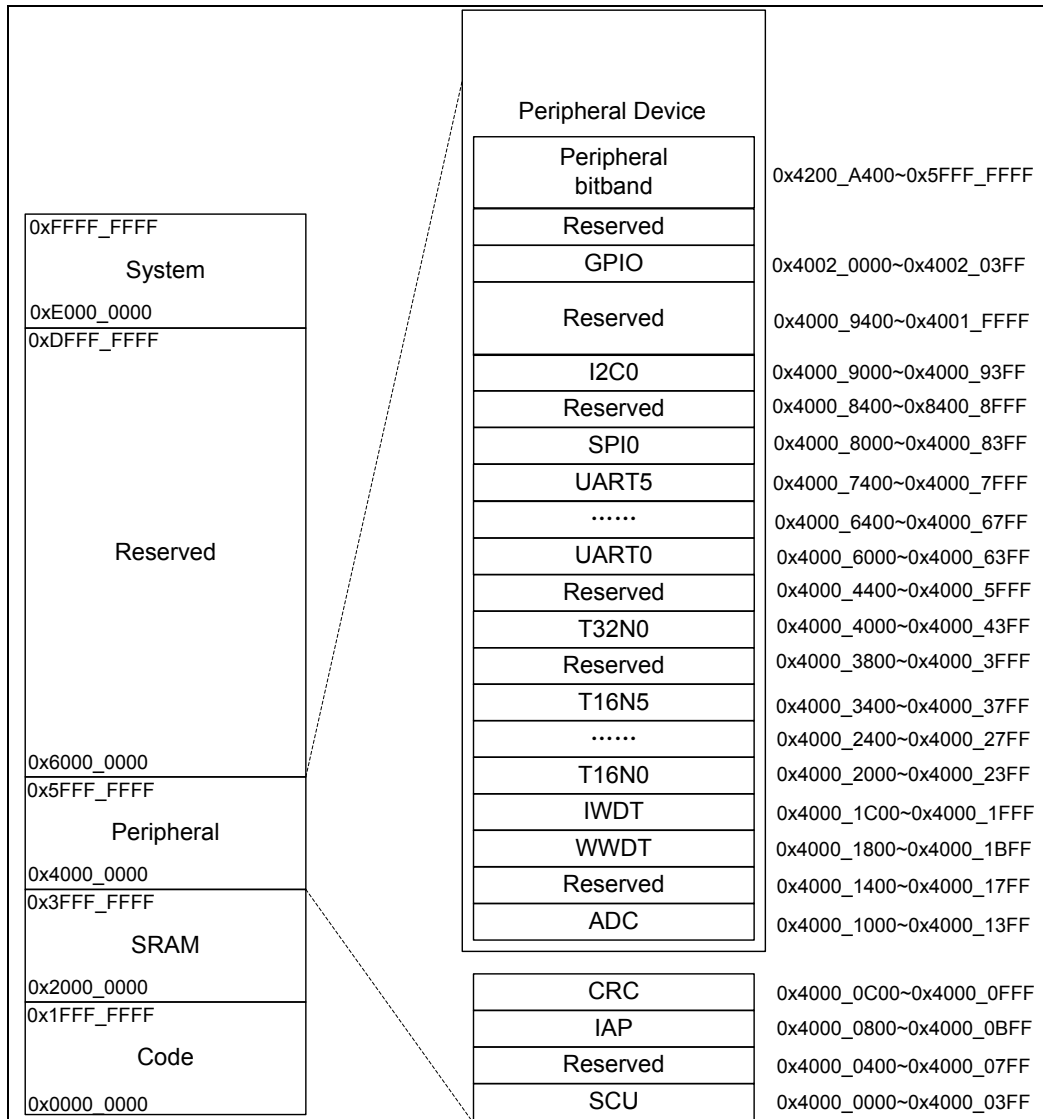 0xFFFF_FFFF
System
0xE000_0000
0xDFFF_FFFF
Reserved
0x6000_0000
0x5FFF_FFFF
Peripheral
0x4000_0000
0x3FFF_FFFF
SRAM
0x2000_0000
0x1FFF_FFFF
Code
0x0000_0000
Peripheral Device
Peripheral
bitband
0x4200_A400~0x5FFF_FFFF
Reserved
GPIO 0x4002_0000~0x4002_03FF
Reserved 0x4000_9400~0x4001_FFFF
I2C0 0x4000_9000~0x4000_93FF
Reserved 0x4000_8400~0x8400_8FFF
SPI0 0x4000_8000~0x4000_83FF
UART5 0x4000_7400~0x4000_7FFF
…… 0x4000_6400~0x4000_67FF
UART0 0x4000_6000~0x4000_63FF
Reserved 0x4000_4400~0x4000_5FFF
T32N0 0x4000_4000~0x4000_43FF
Reserved 0x4000_3800~0x4000_3FFF
T16N5 0x4000_3400~0x4000_37FF
…… 0x4000_2400~0x4000_27FF
T16N0 0x4000_2000~0x4000_23FF
IWDT 0x4000_1C00~0x4000_1FFF
WWDT 0x4000_1800~0x4000_1BFF
Reserved 0x4000_1400~0x4000_17FF
ADC 0x4000_1000~0x4000_13FF
CRC 0x4000_0C00~0x4000_0FFF
IAP 0x4000_0800~0x4000_0BFF
Reserved 0x4000_0400~0x4000_07FF
SCU 0x4000_0000~0x4000_03FF